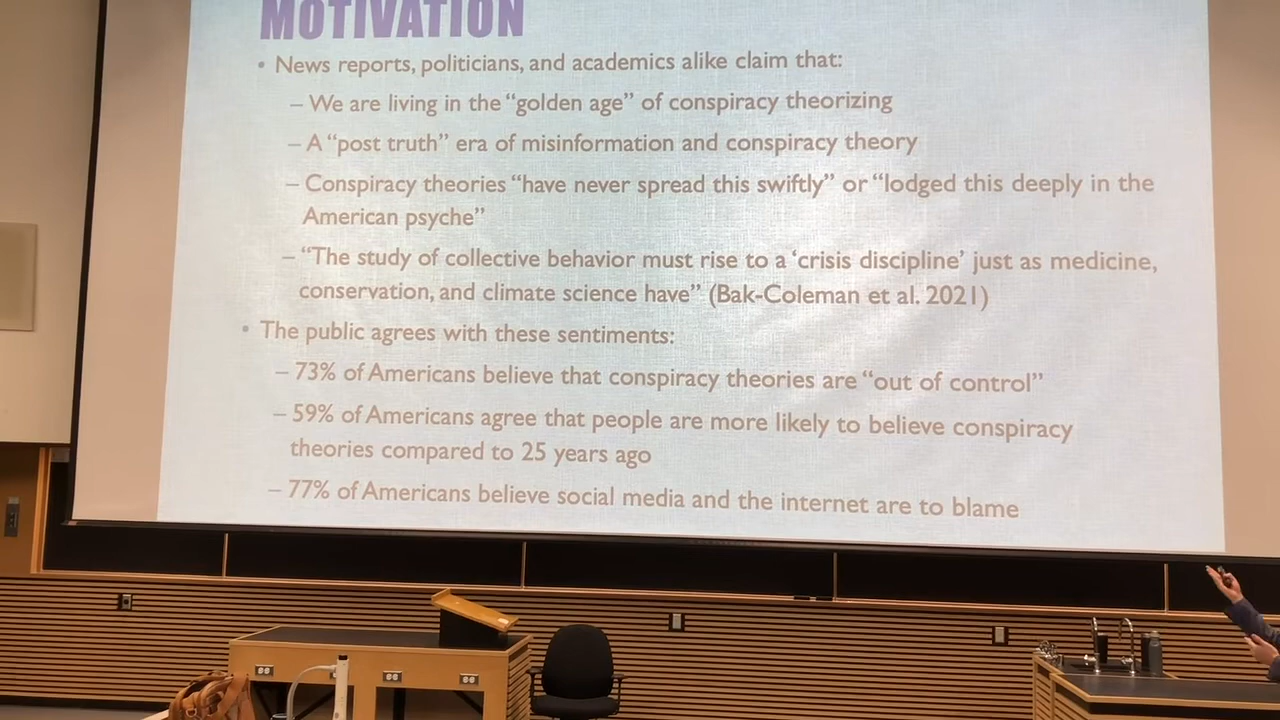 MOTIVATION
• News reports, politicians, and academics alike claim that:
– We are living in the “golden age” of conspiracy theorizing
– A “post truth” era of misinformation and conspiracy theory
– Conspiracy theories “have never spread this swiftly” or “lodged this deeply in the
American psyche”
– “The study of collective behavior must rise to a ‘crisis discipline’ just as medicine,
conservation, and climate science have” (Bak-Coleman et al. 2021)
• The public agrees with these sentiments:
– 73% of Americans believe that conspiracy theories are “out of control”
– 59% of Americans agree that people are more likely to believe conspiracy
theories compared to 25 years ago
– 77% of Americans believe social media and the internet are to blame